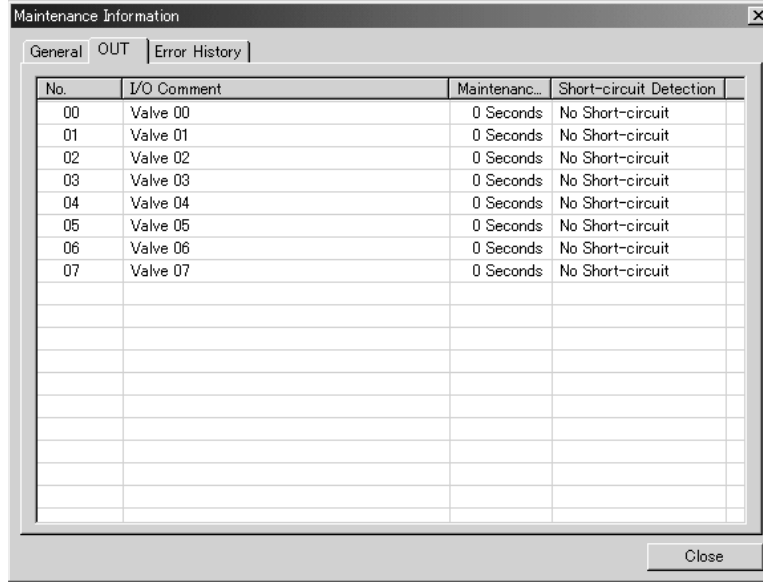 Maintenance Information
General OUT Error History
No. I/O Comment Maintenanc... Short-circuit Detection
00 Valve 00 0 Seconds No Short-circuit
01 Valve 01 0 Seconds No Short-circuit
02 Valve 02 0 Seconds No Short-circuit
03 Valve 03 0 Seconds No Short-circuit
04 Valve 04 0 Seconds No Short-circuit
05 Valve 05 0 Seconds No Short-circuit
06 Valve 06 0 Seconds No Short-circuit
07 Valve 07 0 Seconds No Short-circuit
Close